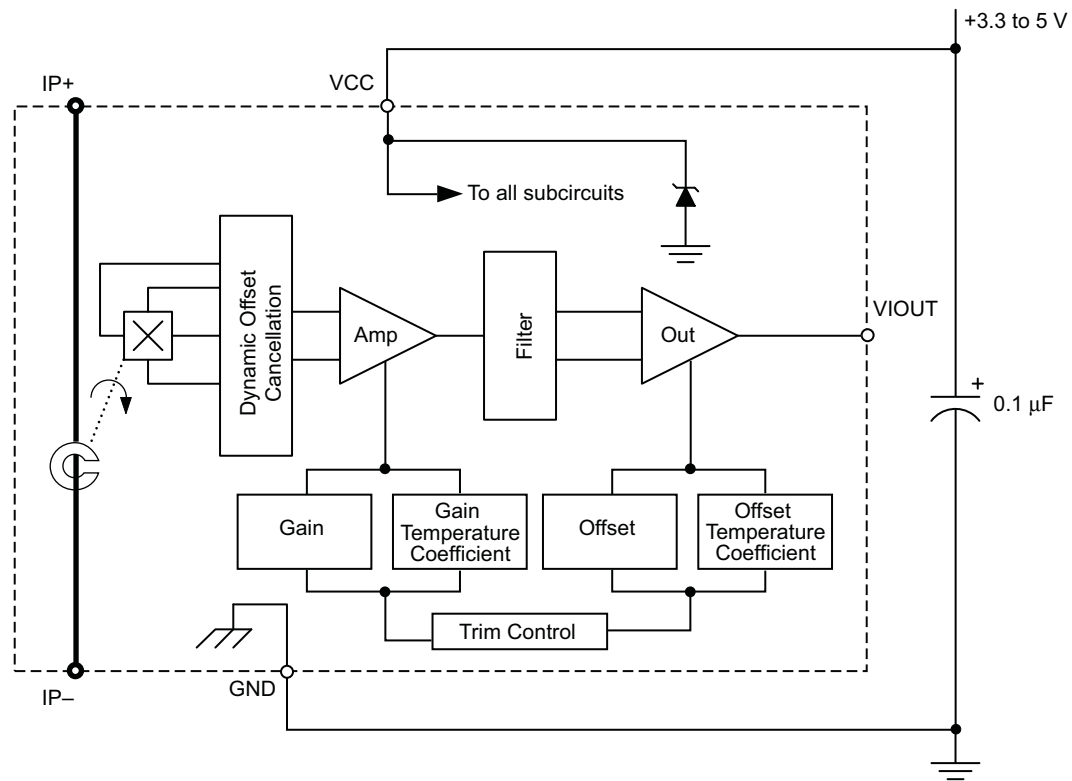 +3.3 to 5 V
IP+
VCC
To all subcircuits
Dynamic Offset
Cancellation
Amp
Filter
Out
VIOUT
+
0.1 µF
Gain
Gain
Temperature
Coefficient
Offset
Offset
Temperature
Coefficient
Trim Control
GND
IP–